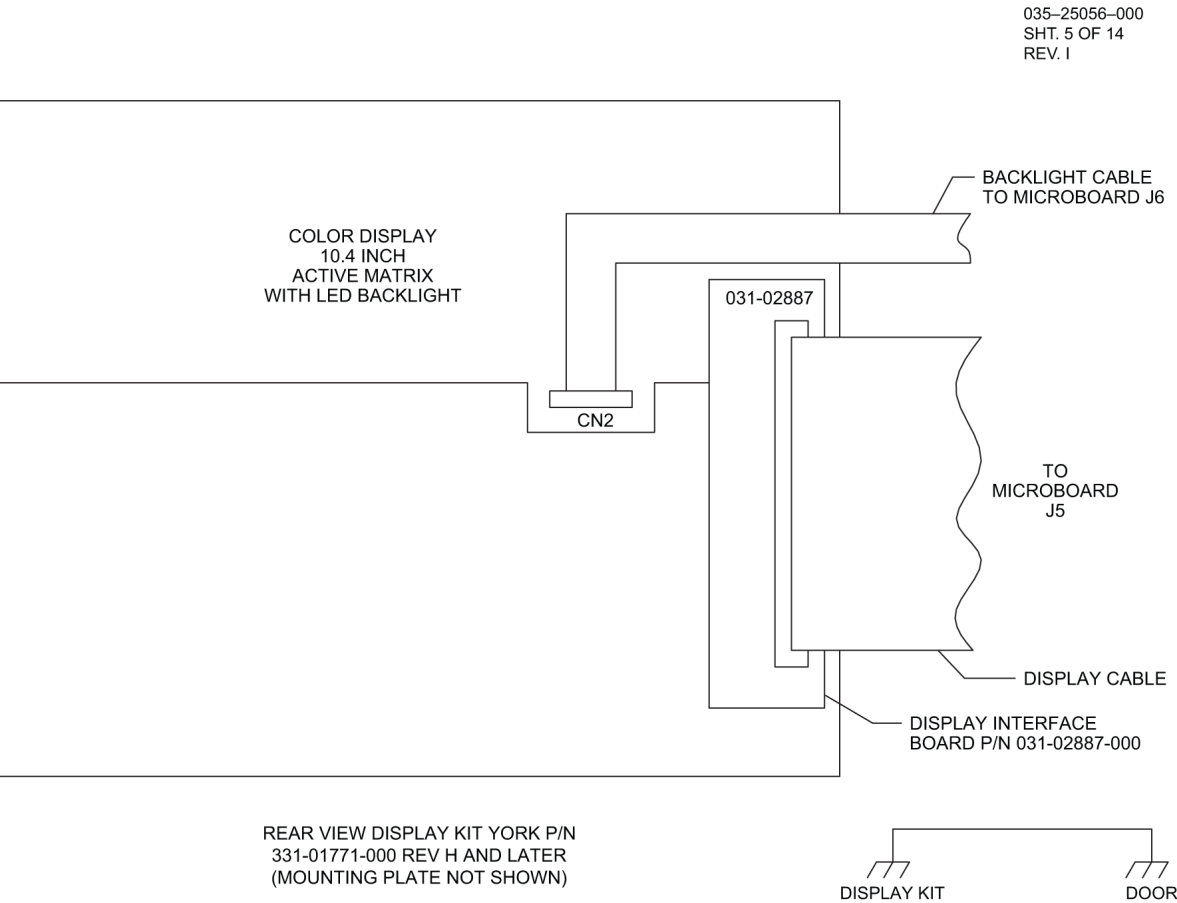 035–25056–000
SHT. 5 OF 14
REV. I
BACKLIGHT CABLE
TO MICROBOARD J6
COLOR DISPLAY
10.4 INCH
ACTIVE MATRIX
WITH LED BACKLIGHT
031-02887
CN2
TO
MICROBOARD
J5
DISPLAY CABLE
DISPLAY INTERFACE
BOARD P/N 031-02887-000
REAR VIEW DISPLAY KIT YORK P/N
331-01771-000 REV H AND LATER
(MOUNTING PLATE NOT SHOWN)
DISPLAY KIT
DOOR